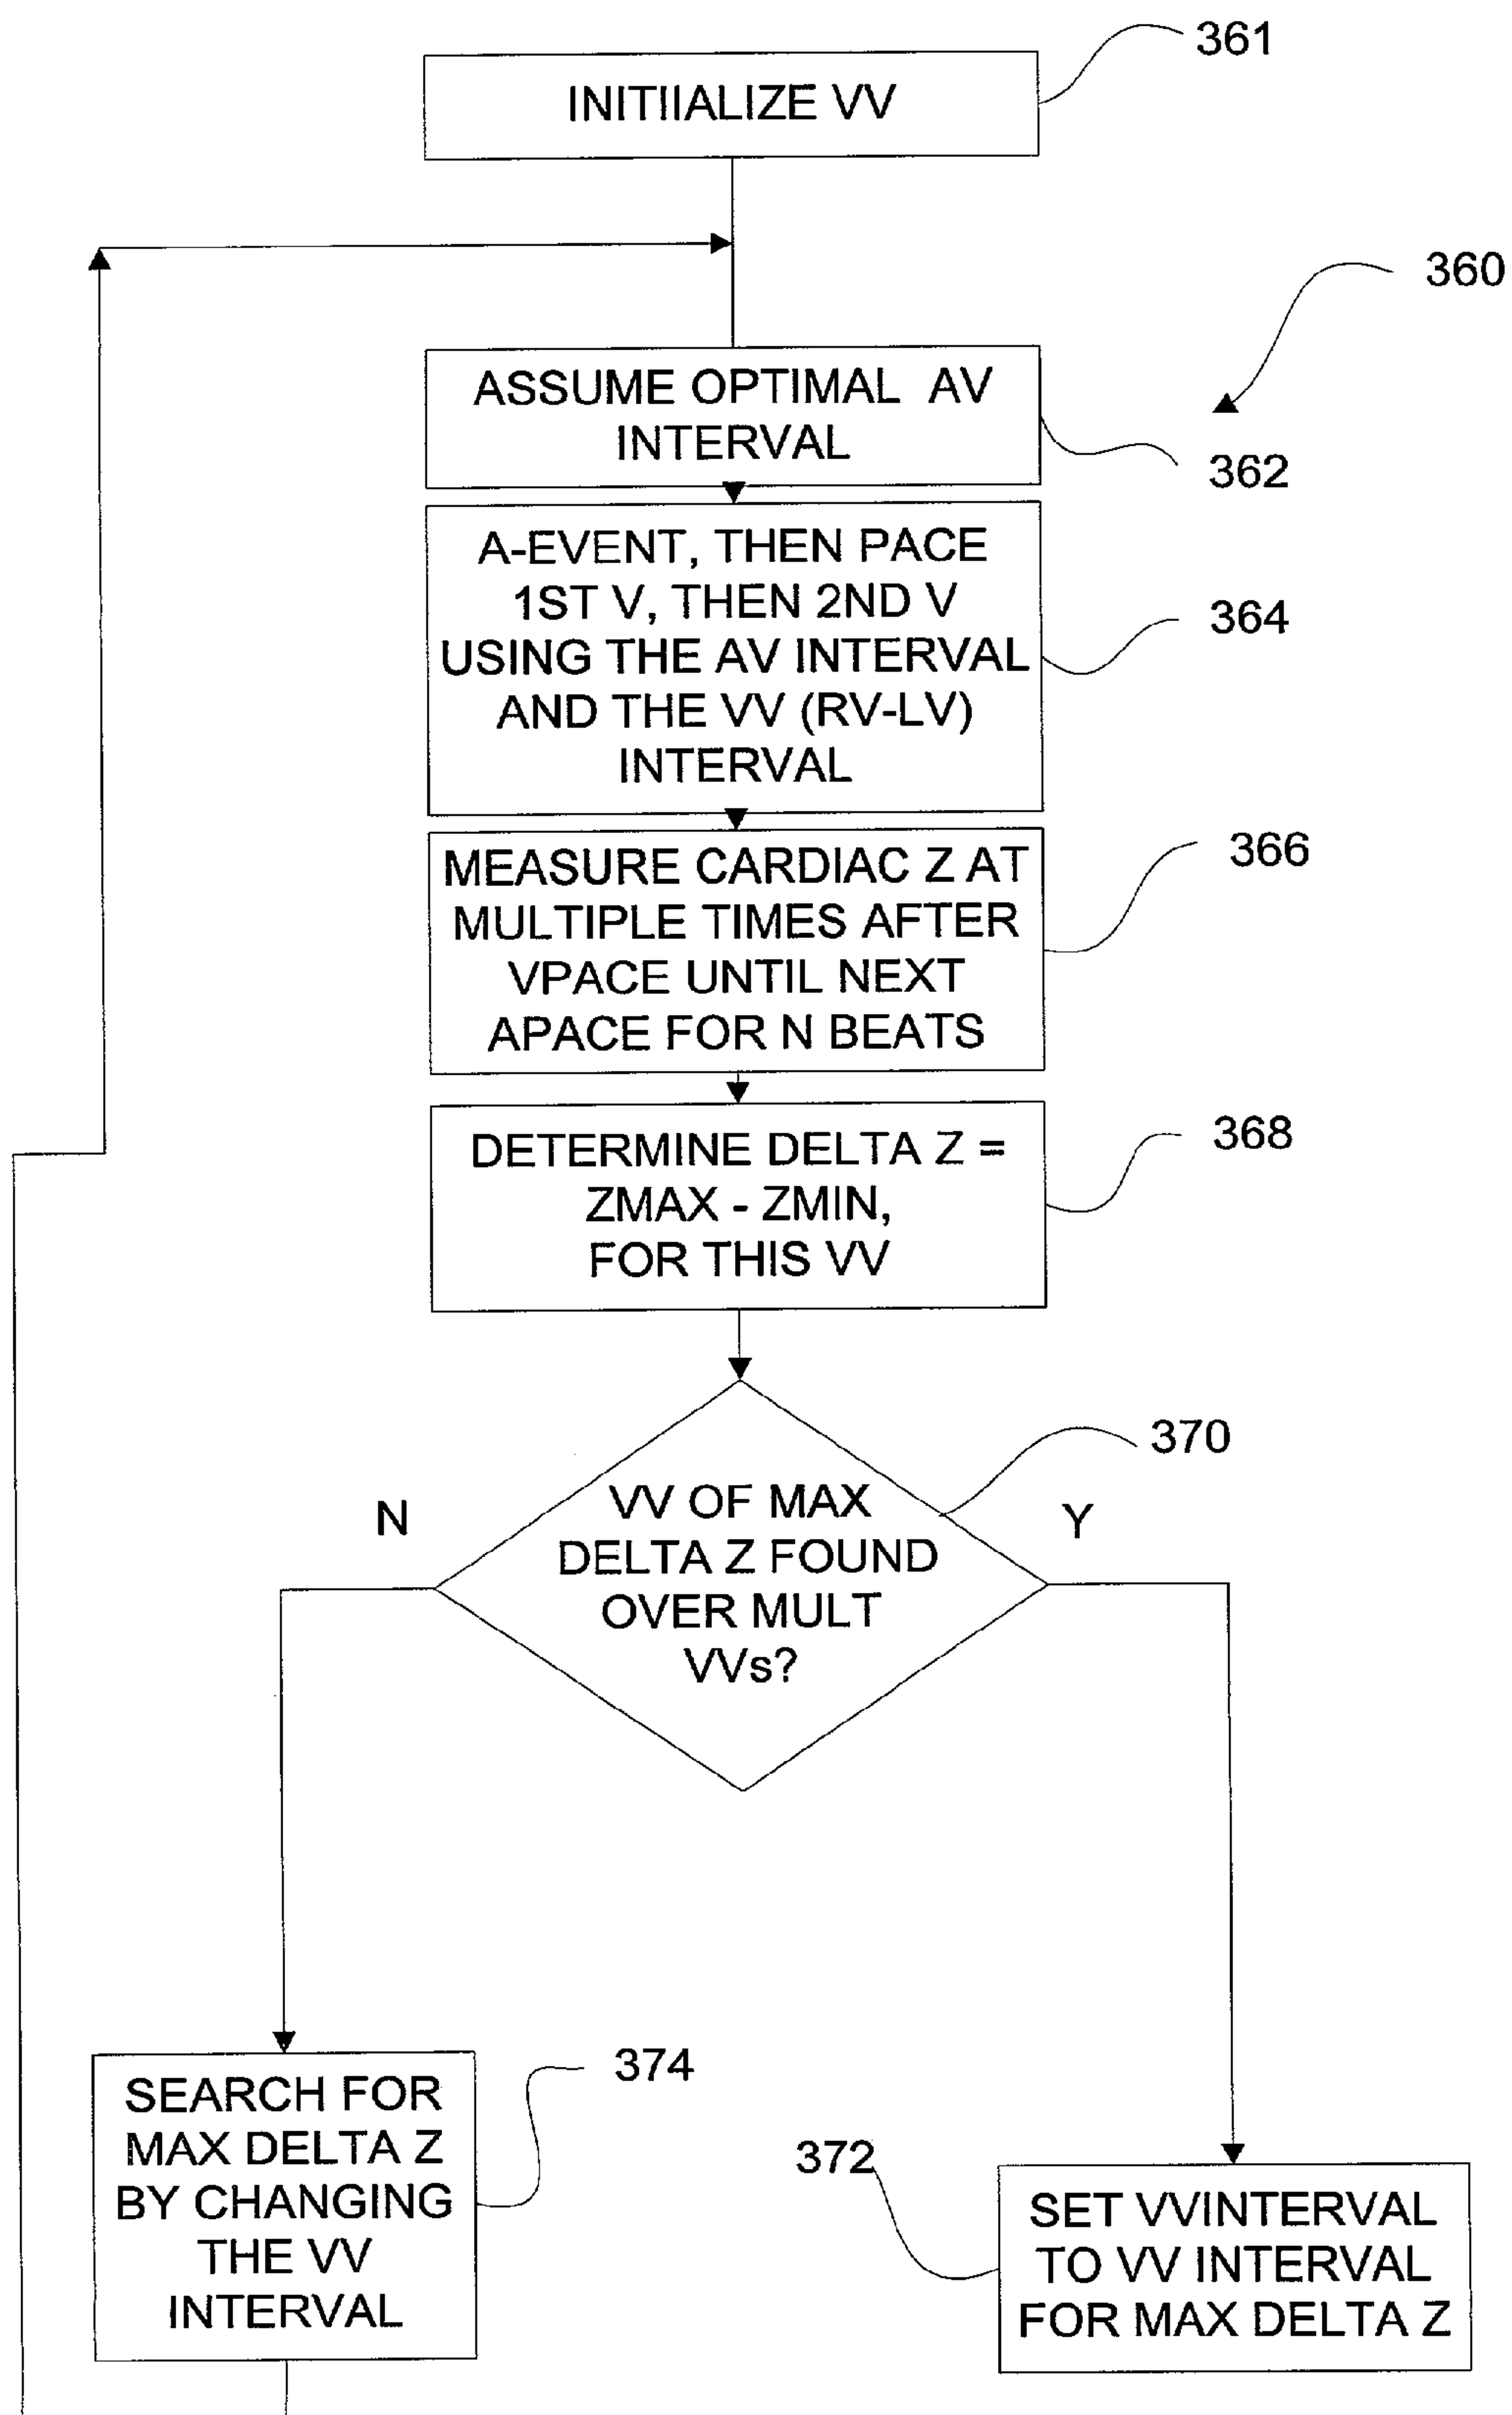 361
INITIIALIZE VV
360
ASSUME OPTIMAL AV
INTERVAL
362
A-EVENT, THEN PACE
1ST V, THEN 2ND V
USING THE AV INTERVAL
AND THE VV (RV-LV)
INTERVAL
364
MEASURE CARDIAC Z AT
MULTIPLE TIMES AFTER
VPACE UNTIL NEXT
APACE FOR N BEATS
366
DETERMINE DELTA Z =
ZMAX - ZMIN,
FOR THIS VV
368
370
N
VV OF MAX
DELTA Z FOUND
OVER MULT
VVs?
Y
374
SEARCH FOR
MAX DELTA Z
BY CHANGING
THE VV
INTERVAL
372
SET VVINTERVAL
TO VV INTERVAL
FOR MAX DELTA Z